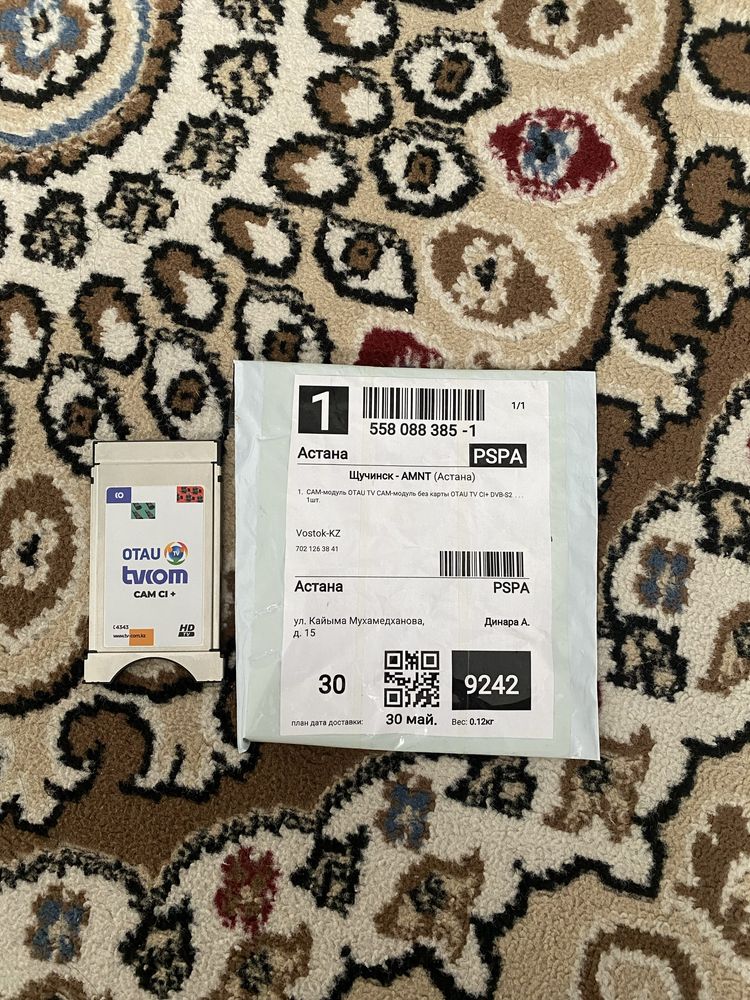 OTAU TV
tvcom
CAM CI +
www.tvcom.kz
HD
TV
1
558 088 385 -1
1/1
Астана
PSPA
Щучинск - AMNT (Астана)
1. CAM-модуль OTAU TV CAM-модуль без карты OTAU TV CI+ DVB-S2 ...
1шт.
Vostok-KZ
702 126 38 41
Астана
PSPA
ул. Кайыма Мухамедханова,
д. 15
Динара А.
30
9242
план дата доставки:
30 май.
Вес: 0.12кг